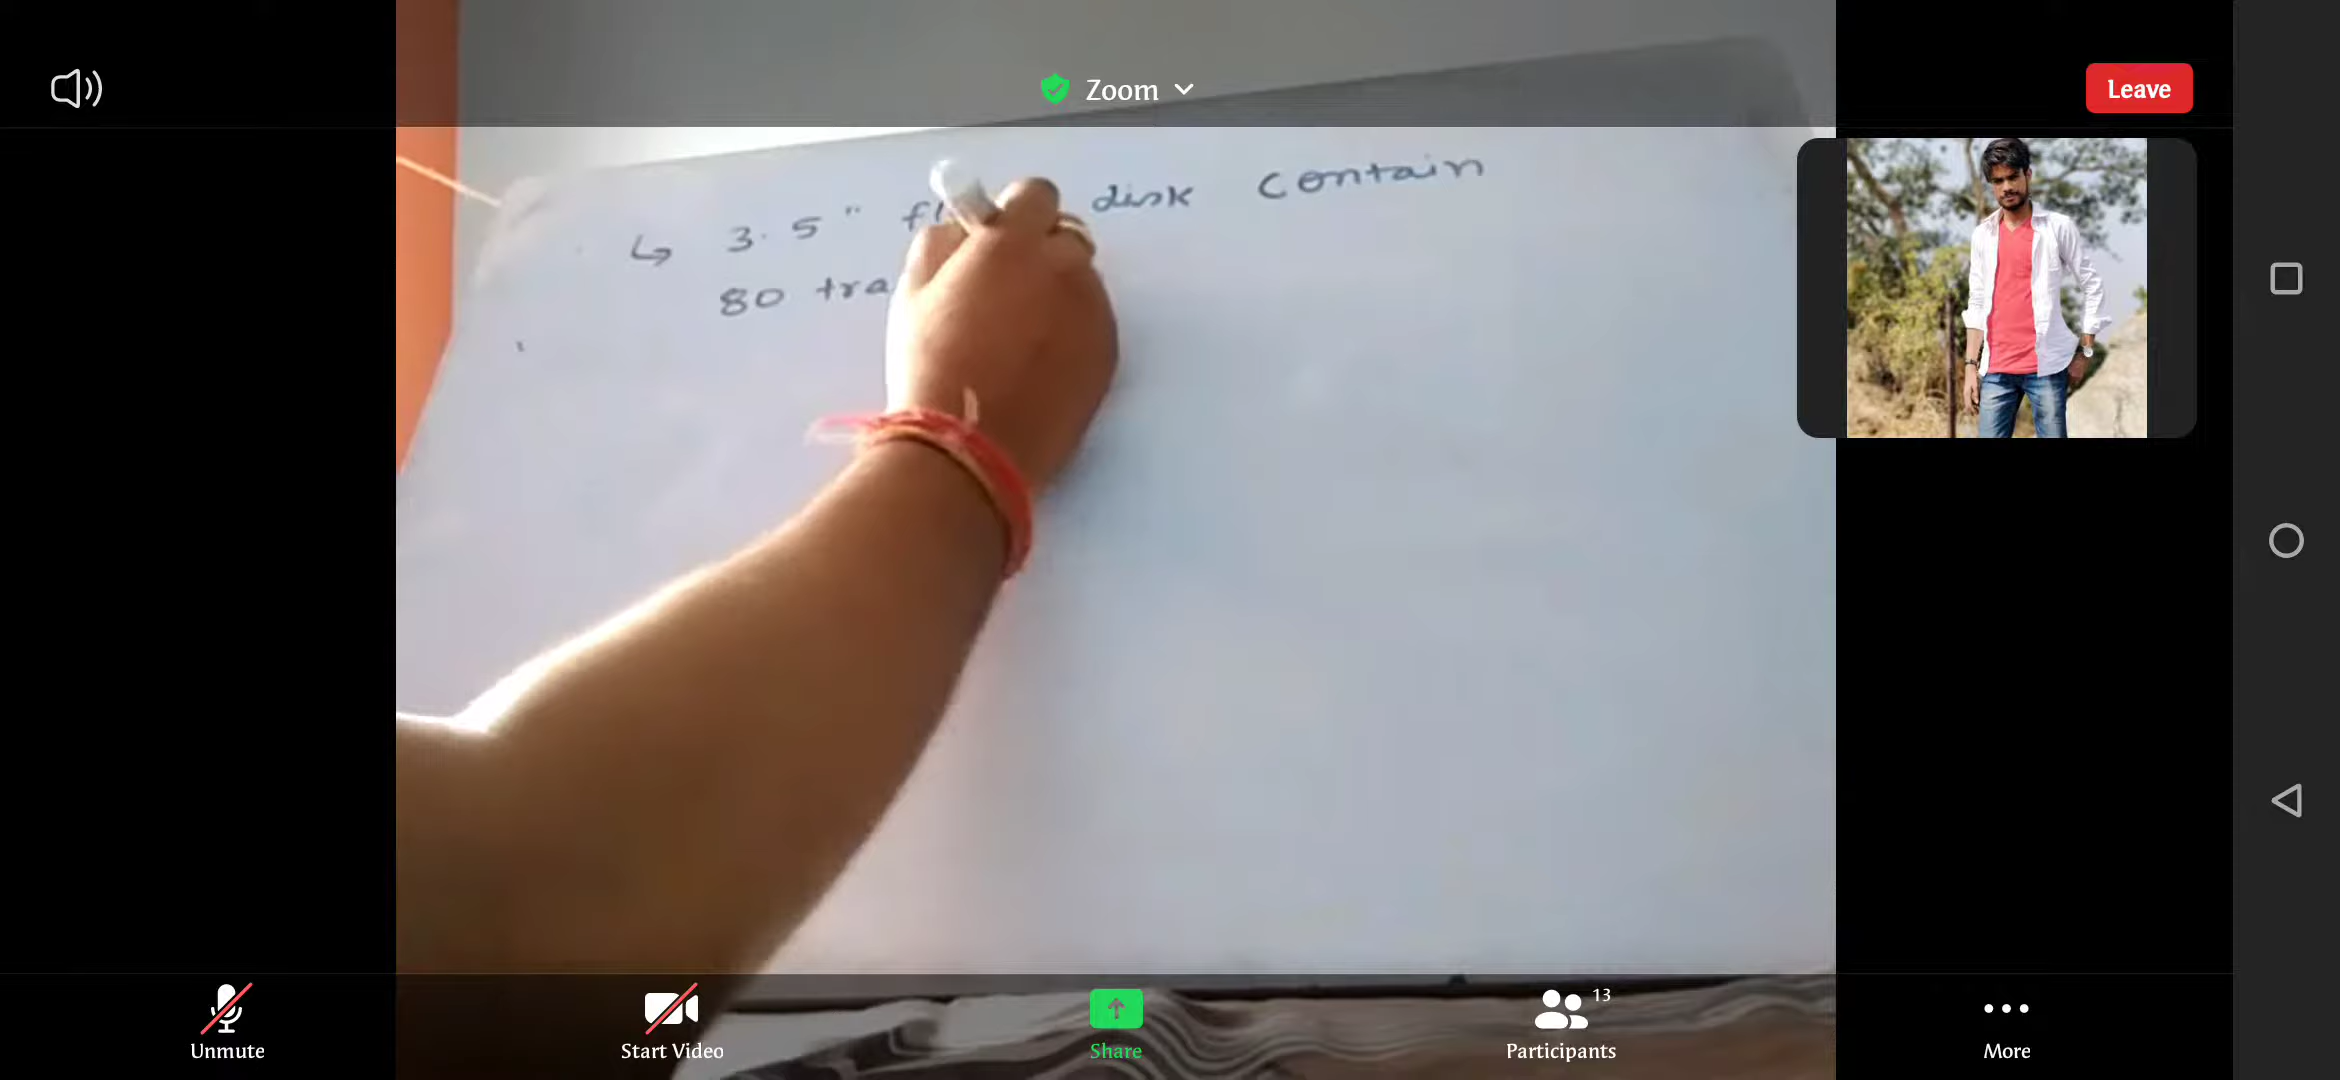 Zoom
Leave
↳ 3.5" disk contain
80
Unmute
Start Video
Share
13
Participants
More